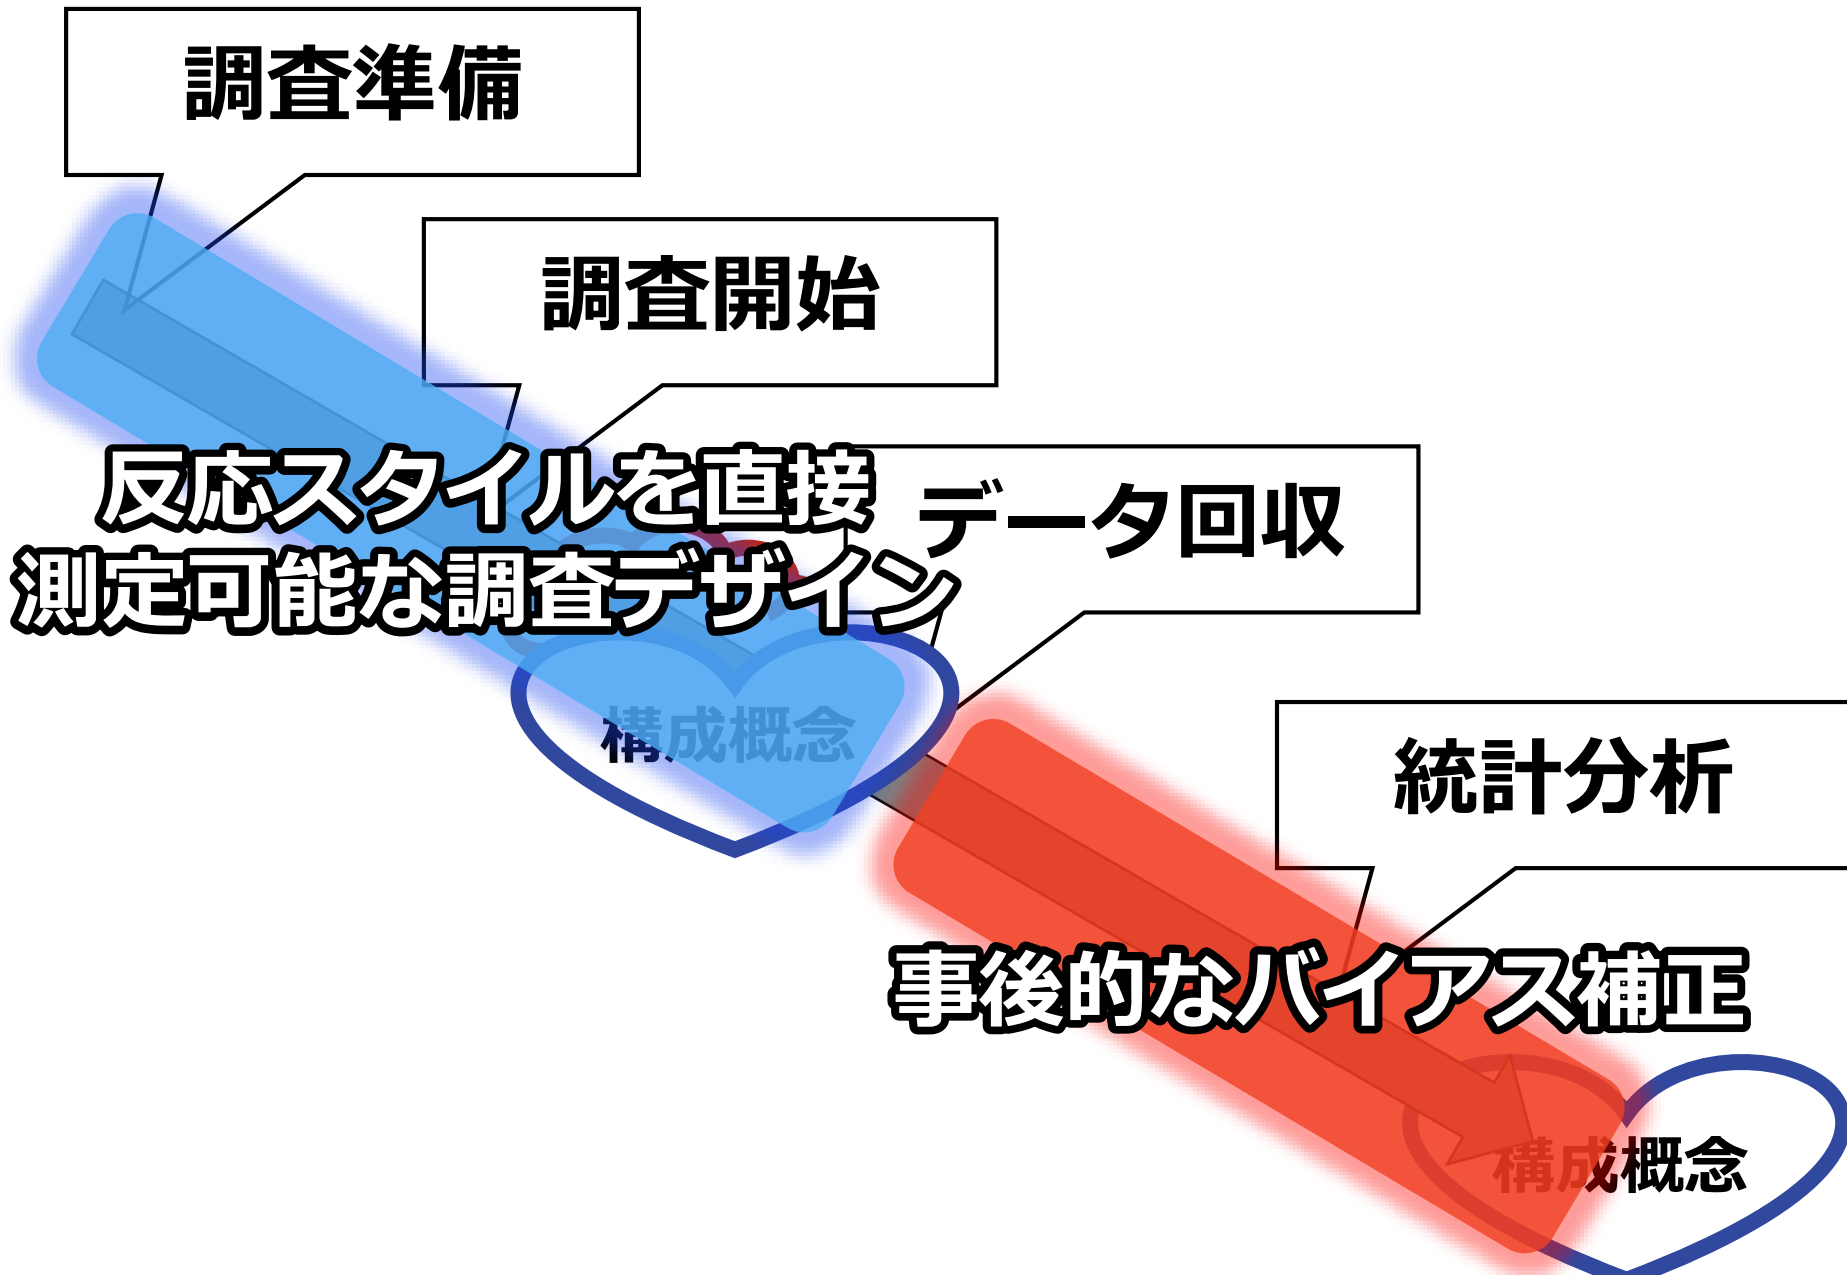 調査準備
調査開始
反応スタイルを直接
測定可能な調査デザイン
データ回収
構成概念
統計分析
事後的なバイアス補正
構成概念